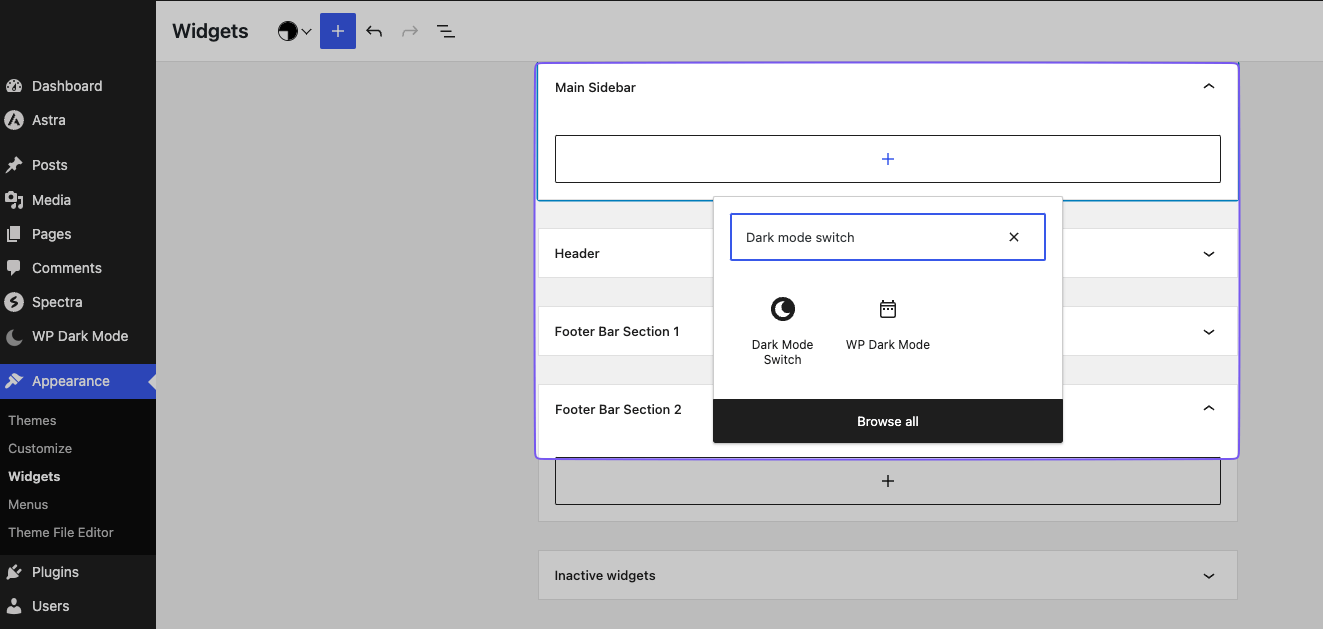 Widgets
Dashboard
Astra
Posts
Media
Pages
Comments
Spectra
WP Dark Mode
Appearance
Themes
Customize
Widgets
Menus
Theme File Editor
Plugins
Users
Main Sidebar
Header
Footer Bar Section 1
Footer Bar Section 2
Dark mode switch
Dark Mode
Switch
WP Dark Mode
Browse all
Inactive widgets